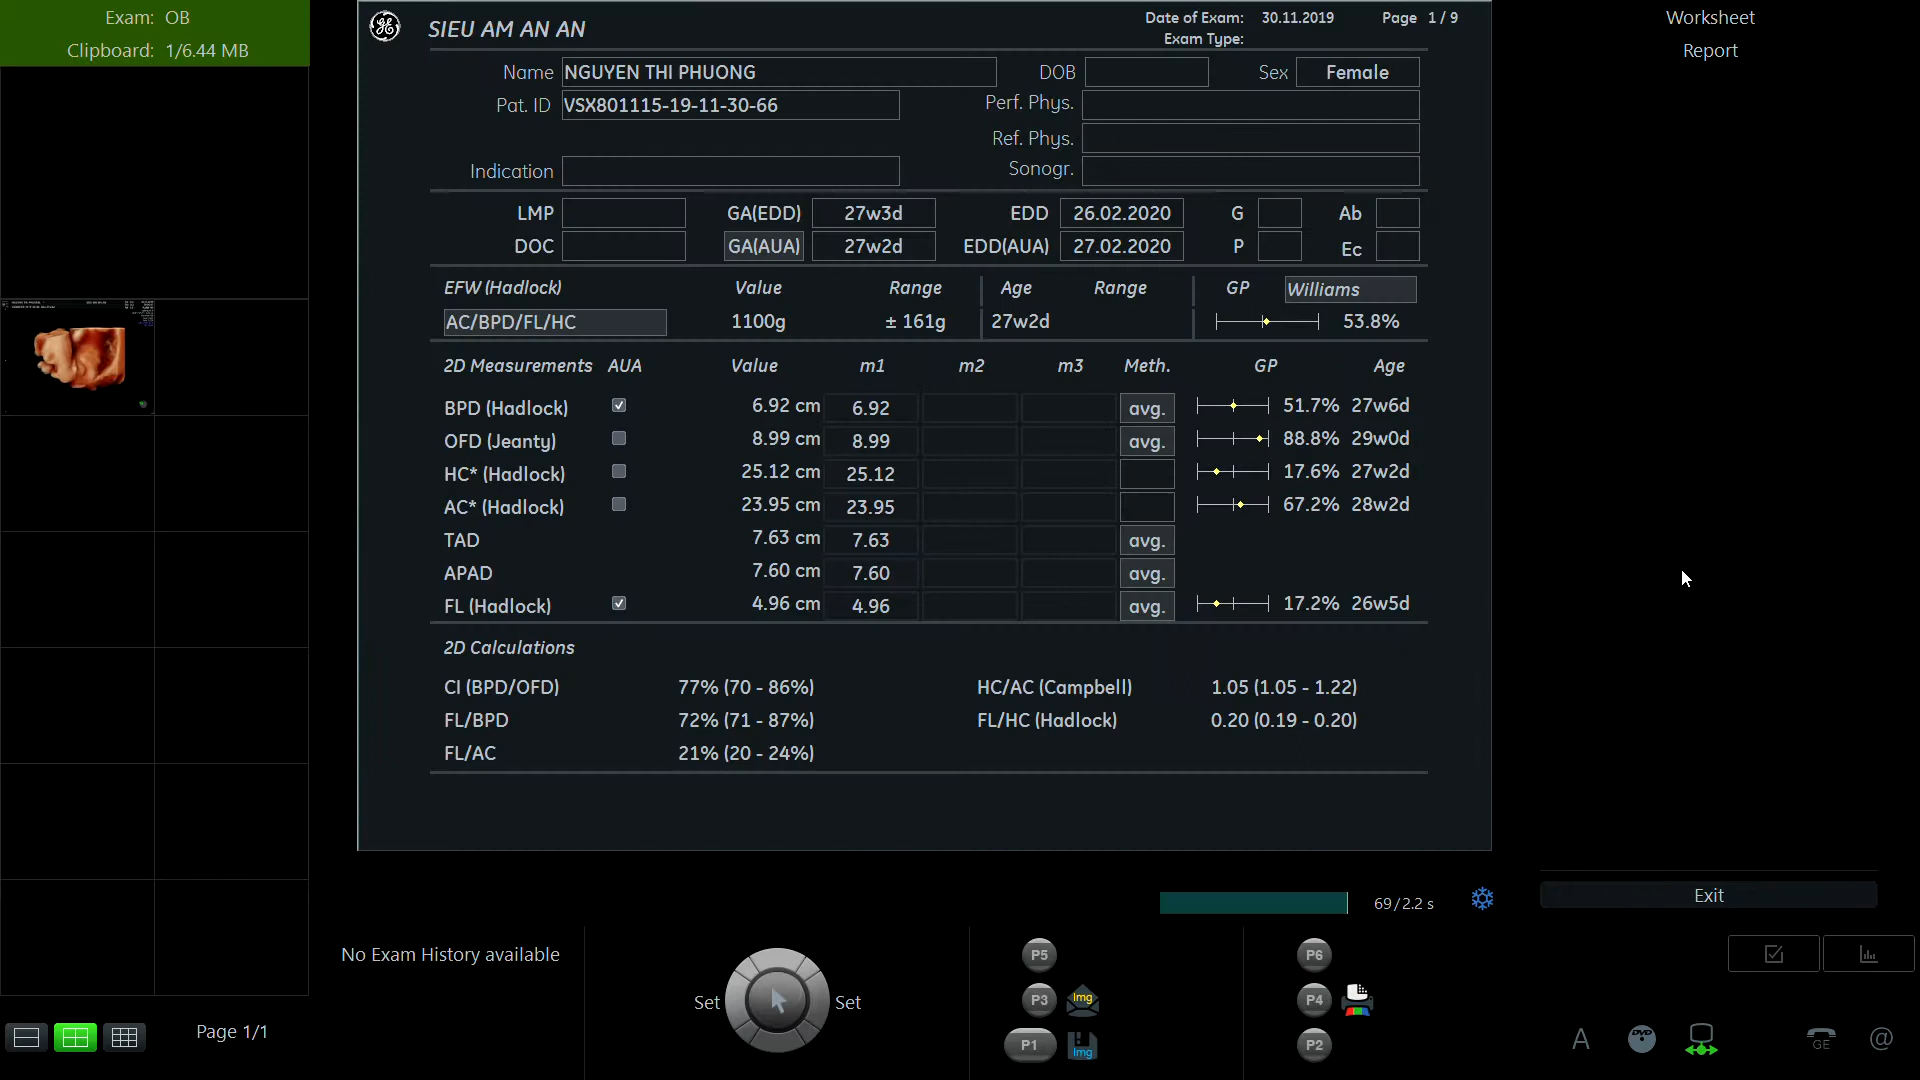 Exam: OB
Clipboard: 1/6.44 MB
SIEU AM AN AN
Date of Exam: 30.11.2019 Page 1 / 9
Exam Type:
Name NGUYEN THI PHUONG DOB Sex Female
Pat. ID VSX801115-19-11-30-66 Perf. Phys.
Ref. Phys.
Indication Sonogr.
LMP GA(EDD) 27w3d EDD 26.02.2020 G Ab
DOC GA(AUA) 27w2d EDD(AUA) 27.02.2020 P Ec
EFW (Hadlock) Value Range Age Range GP Williams
AC/BPD/FL/HC 1100g ± 161g 27w2d 53.8%
2D Measurements AUA Value m1 m2 m3 Meth. GP Age
BPD (Hadlock) 6.92 cm 6.92 avg. 51.7% 27w6d
OFD (Jeanty) 8.99 cm 8.99 avg. 88.8% 29w0d
HC* (Hadlock) 25.12 cm 25.12 17.6% 27w2d
AC* (Hadlock) 23.95 cm 23.95 67.2% 28w2d
TAD 7.63 cm 7.63 avg.
APAD 7.60 cm 7.60 avg.
FL (Hadlock) 4.96 cm 4.96 avg. 17.2% 26w5d
2D Calculations
CI (BPD/OFD) 77% (70 - 86%) HC/AC (Campbell) 1.05 (1.05 - 1.22)
FL/BPD 72% (71 - 87%) FL/HC (Hadlock) 0.20 (0.19 - 0.20)
FL/AC 21% (20 - 24%)
Worksheet
Report
69/2.2 s
Exit
No Exam History available
Set Set
P5
P3 Img
P1 Img
P6
P4
P2
Page 1/1
A DVD GE @